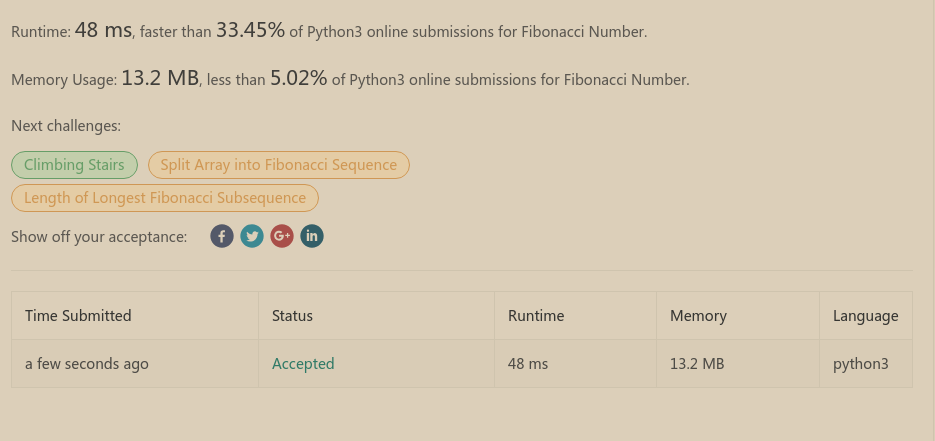 Runtime: 48 ms, faster than 33.45% of Python3 online submissions for Fibonacci Number.
Memory Usage: 13.2 MB, less than 5.02% of Python3 online submissions for Fibonacci Number.
Next challenges:
Climbing Stairs Split Array into Fibonacci Sequence
Length of Longest Fibonacci Subsequence
Show off your acceptance: f G+ in
Time Submitted Status Runtime Memory Language
a few seconds ago Accepted 48 ms 13.2 MB python3